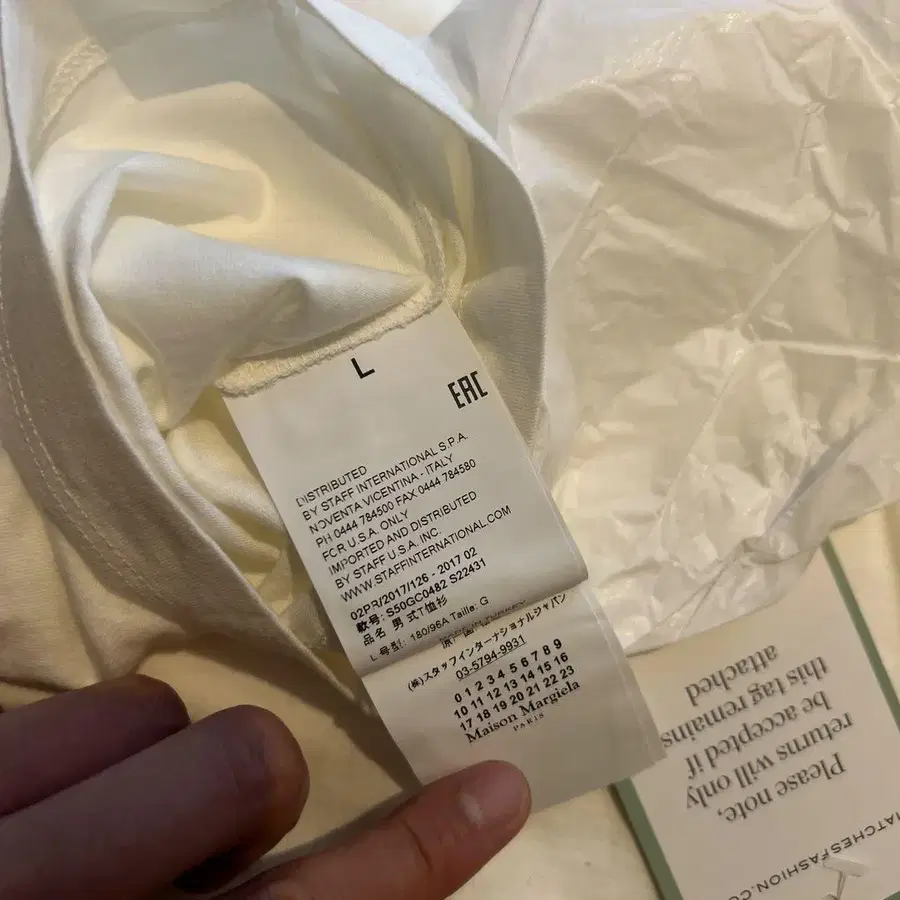 L
EAC
DISTRIBUTED
BY STAFF INTERNATIONAL S.P.A.
NOVENTA VICENTINA - ITALY
PH 0444 784500 FAX 0444 784580
FOR U.S.A. ONLY
IMPORTED AND DISTRIBUTED
BY STAFF U.S.A. INC.
WWW.STAFFINTERNATIONAL.COM
02PR/2017/126 - 2017 02
款号: S50GC0482 S22431
品名: 男式T恤衫
L 号型: 180/96A Taille: G
(株)スタッフインターナショナルジャパン
03-5794-9931
0 1 2 3 4 5 6 7 8 9
10 11 12 13 14 15 16
17 18 19 20 21 22 23
Maison Margiela
PARIS
Please note,
returns will only
be accepted if
this tag remains
attached
MATCHESFASHION.CO